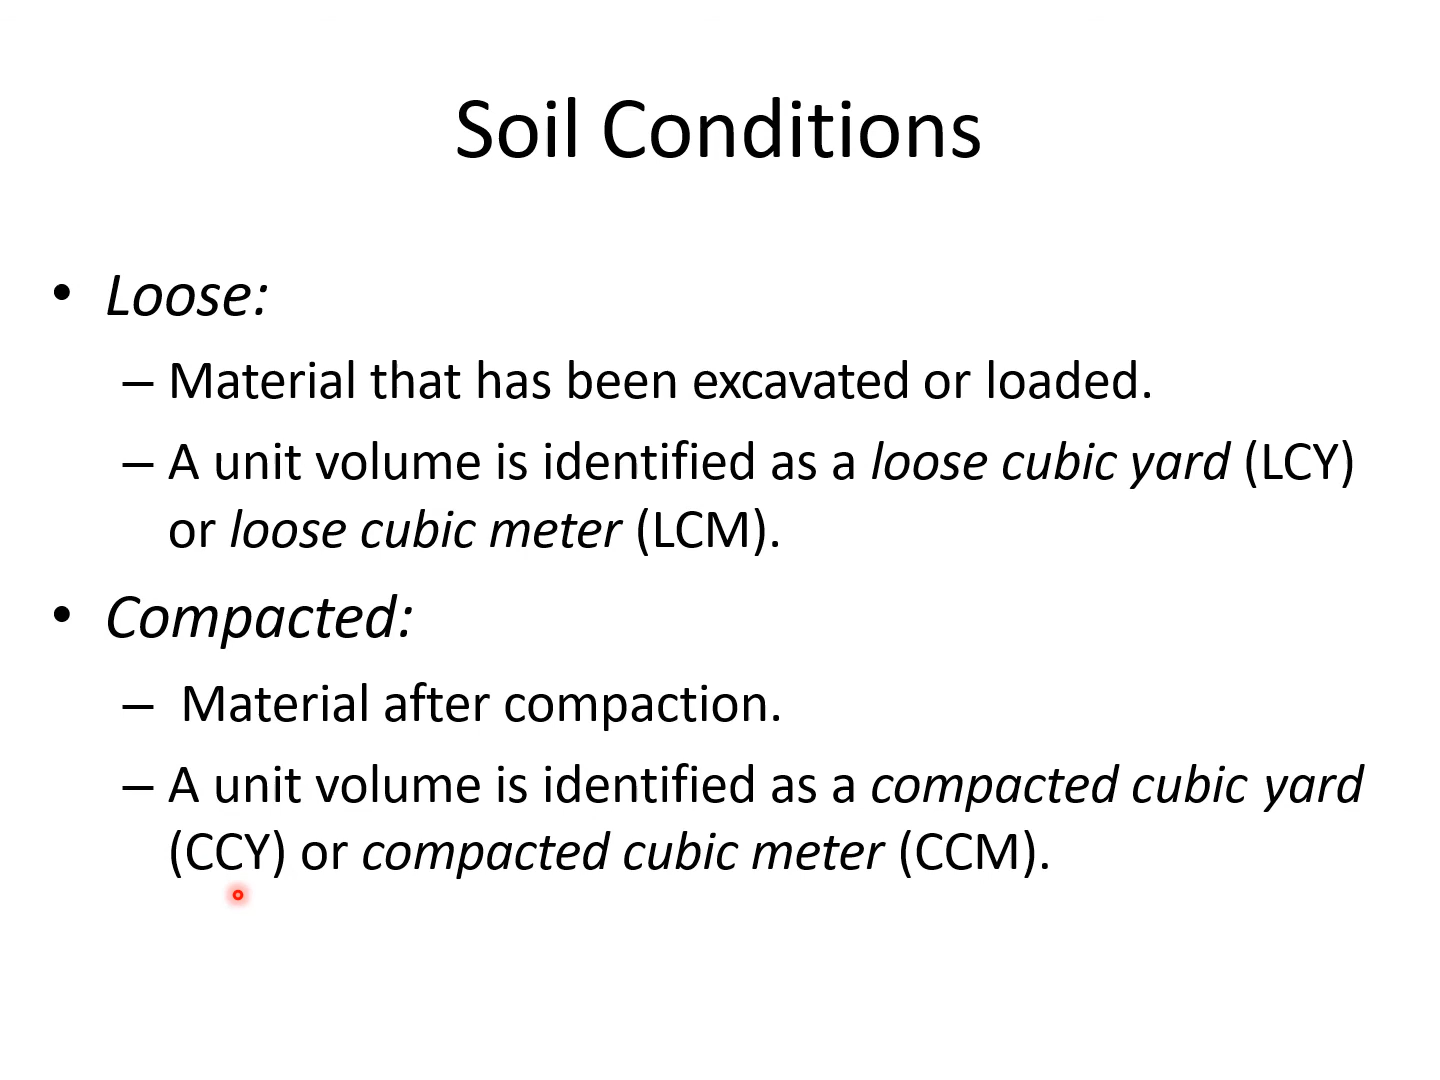 Soil Conditions
• Loose:
– Material that has been excavated or loaded.
– A unit volume is identified as a loose cubic yard (LCY)
or loose cubic meter (LCM).
• Compacted:
– Material after compaction.
– A unit volume is identified as a compacted cubic yard
(CCY) or compacted cubic meter (CCM).